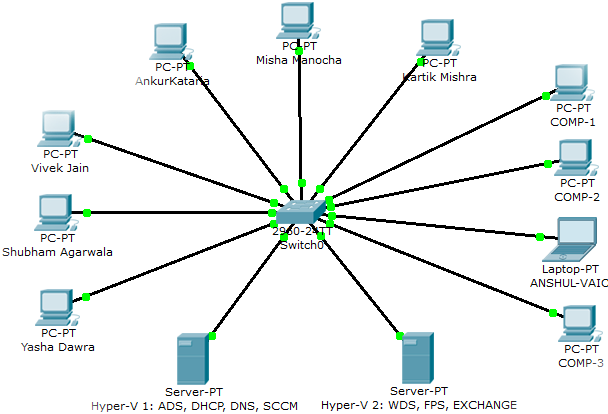 PC-PT
Misha Manocha
PC-PT
AnkurKataria
PC-PT
Kartik Mishra
PC-PT
COMP-1
PC-PT
Vivek Jain
PC-PT
COMP-2
PC-PT
Shubham Agarwala
2960-24TT
Switch0
Laptop-PT
ANSHUL-VAIO
PC-PT
Yasha Dawra
PC-PT
COMP-3
Server-PT
Hyper-V 1: ADS, DHCP, DNS, SCCM
Server-PT
Hyper-V 2: WDS, FPS, EXCHANGE